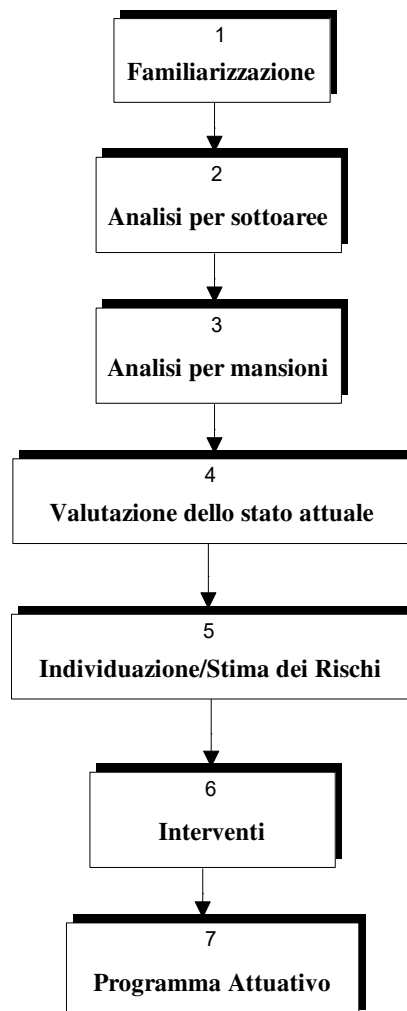 1
Familiarizzazione
2
Analisi per sottoaree
3
Analisi per mansioni
4
Valutazione dello stato attuale
5
Individuazione/Stima dei Rischi
6
Interventi
7
Programma Attuativo